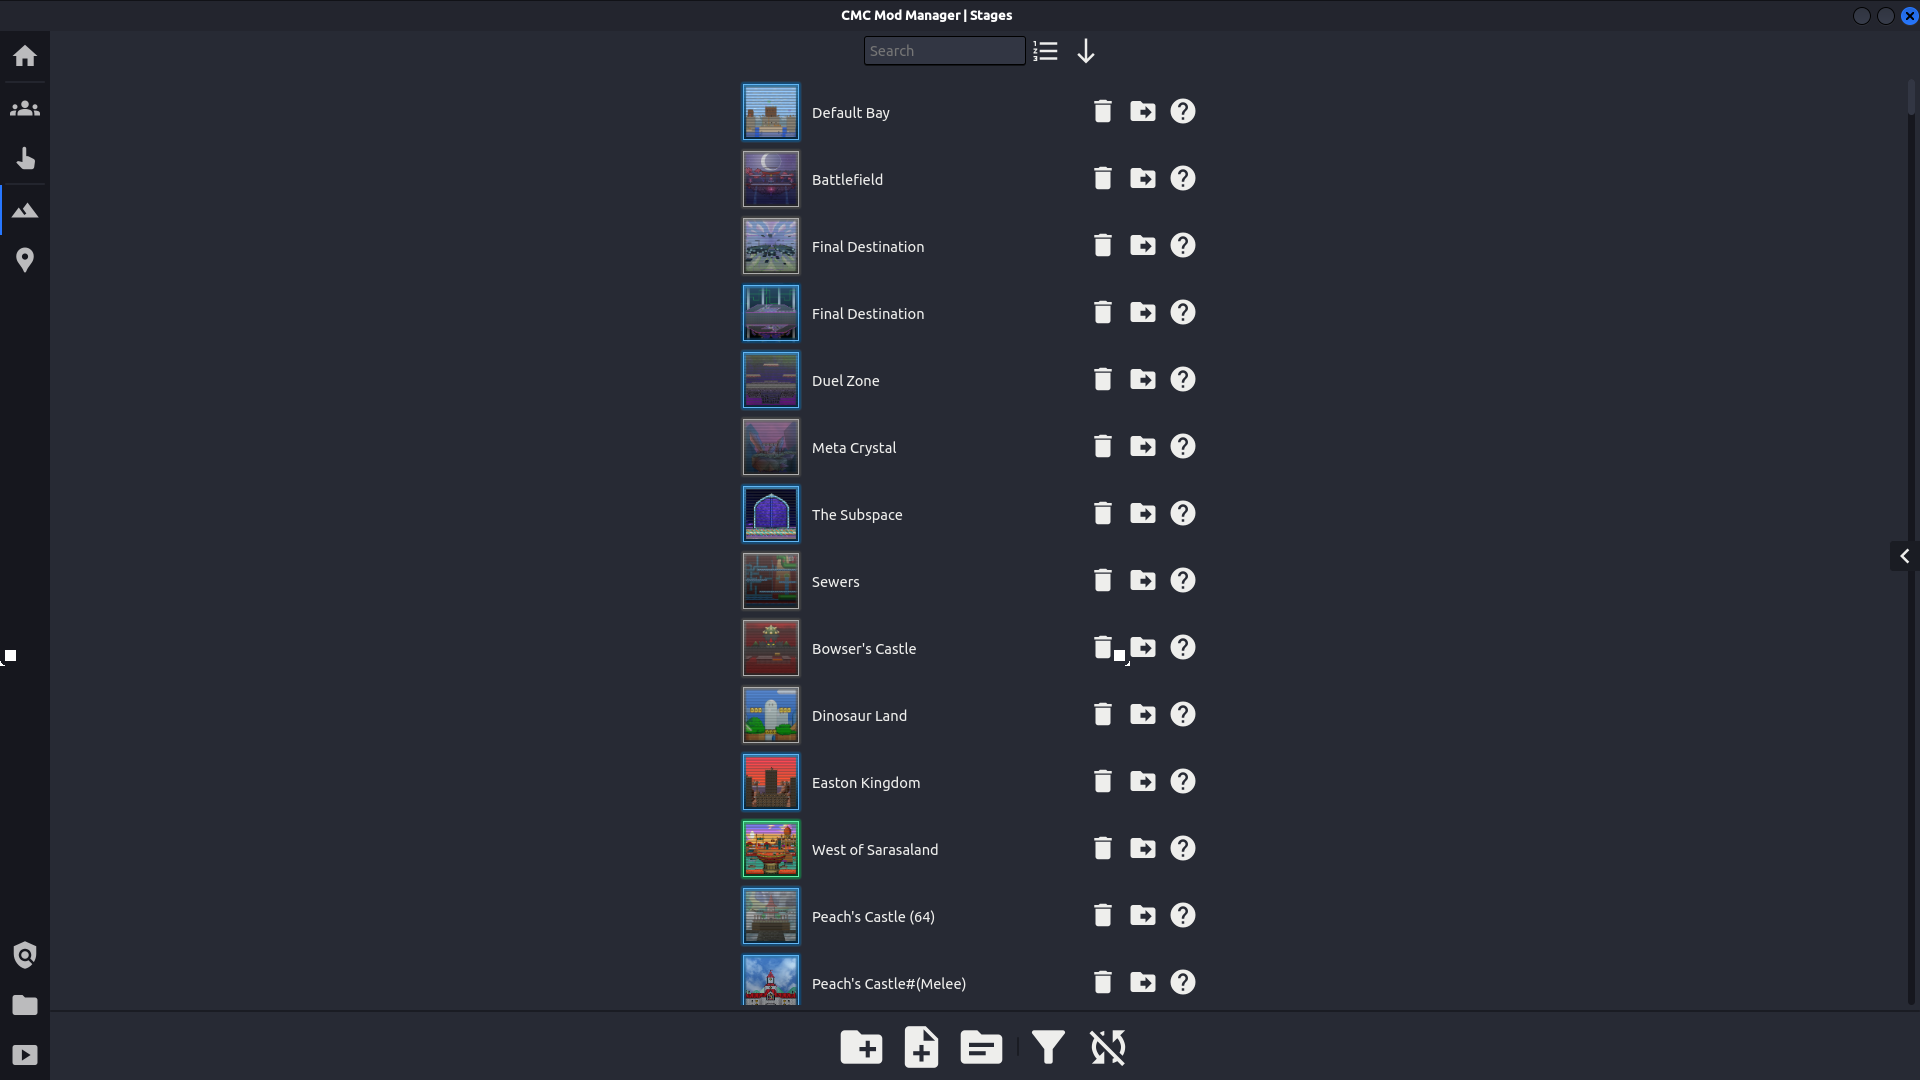 CMC Mod Manager | Stages
Search
Default Bay
Battlefield
Final Destination
Final Destination
Duel Zone
Meta Crystal
The Subspace
Sewers
Bowser's Castle
Dinosaur Land
Easton Kingdom
West of Sarasaland
Peach's Castle (64)
Peach's Castle#(Melee)